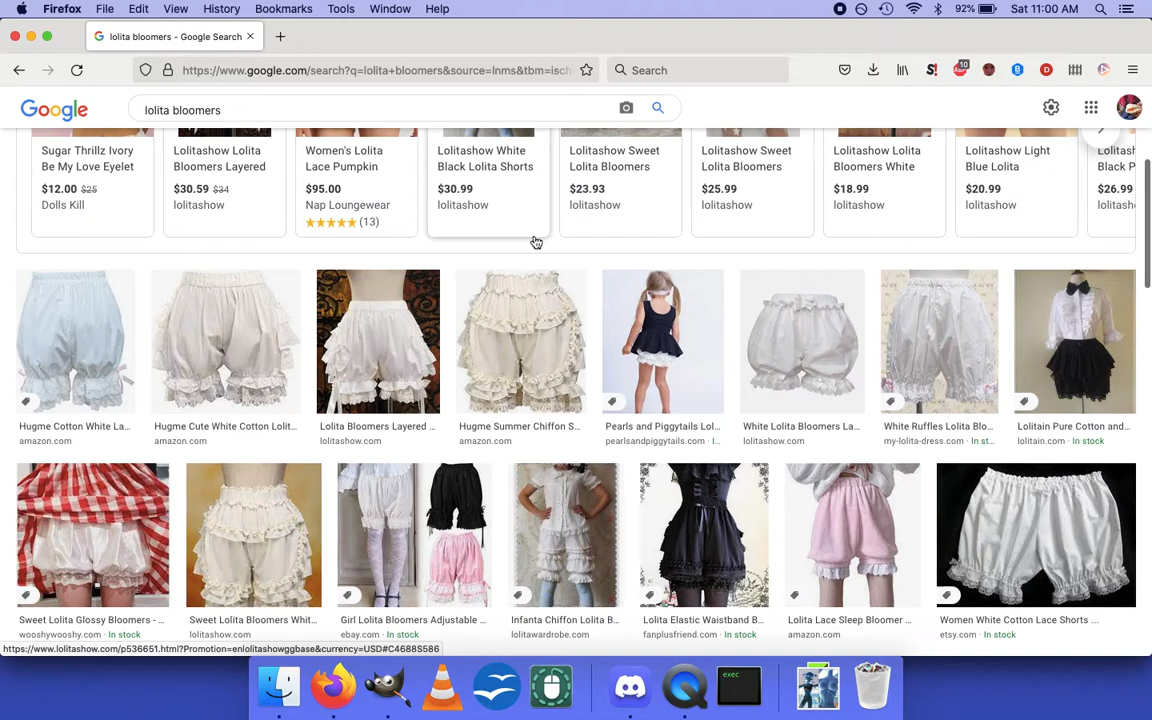 Firefox File Edit View History Bookmarks Tools Window Help 92% Sat 11:00 AM
lolita bloomers - Google Search
https://www.google.com/search?q=lolita+bloomers&source=lnms&tbm=isch Search
10
Google lolita bloomers
Sugar Thrillz Ivory
Be My Love Eyelet
$12.00 $25
Dolls Kill
Lolitashow Lolita
Bloomers Layered
$30.59 $34
lolitashow
Women's Lolita
Lace Pumpkin
$95.00
Nap Loungewear
(13)
Lolitashow White
Black Lolita Shorts
$30.99
lolitashow
Lolitashow Sweet
Lolita Bloomers
$23.93
lolitashow
Lolitashow Sweet
Lolita Bloomers
$25.99
lolitashow
Lolitashow Lolita
Bloomers White
$18.99
lolitashow
Lolitashow Light
Blue Lolita
$20.99
lolitashow
Lolitash
Black P
$26.99
lolitash
Hugme Cotton White La...
amazon.com
Hugme Cute White Cotton Lolit...
amazon.com
Lolita Bloomers Layered ...
lolitashow.com
Hugme Summer Chiffon S...
amazon.com
Pearls and Piggytails Lol...
pearlsandpiggytails.com · I...
White Lolita Bloomers La...
lolitashow.com
White Ruffles Lolita Blo...
my-lolita-dress.com · In st...
Lolitain Pure Cotton and...
lolitain.com · In stock
Sweet Lolita Glossy Bloomers - ...
wooshywooshy.com · In stock
Sweet Lolita Bloomers Whit...
lolitashow.com
Girl Lolita Bloomers Adjustable ...
ebay.com · In stock
Infanta Chiffon Lolita B...
lolitawardrobe.com
Lolita Elastic Waistband B...
fanplusfriend.com · In stock
Lolita Lace Sleep Bloomer ...
amazon.com
Women White Cotton Lace Shorts ...
etsy.com · In stock
https://www.lolitashow.com/p536651.html?Promotion=enlolitashowggbase&currency=USD#C4688S586
exec